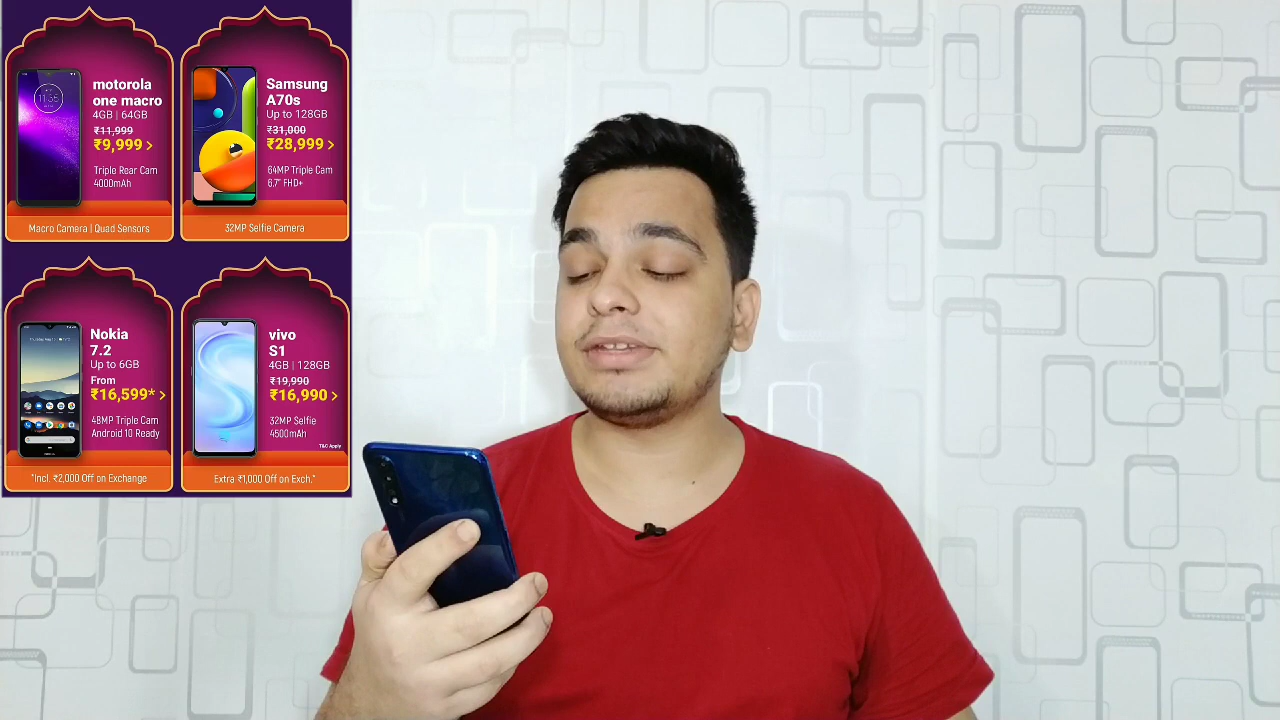 motorola
one macro
4GB | 64GB
₹11,999
₹9,999 >
Triple Rear Cam
4000mAh
Macro Camera | Quad Sensors
Samsung
A70s
Up to 128GB
₹31,000
₹28,999 >
64MP Triple Cam
6.7" FHD+
32MP Selfie Camera
Nokia
7.2
Up to 6GB
From
₹16,599* >
48MP Triple Cam
Android 10 Ready
*Incl. ₹2,000 Off on Exchange
vivo
S1
4GB | 128GB
₹19,990
₹16,990 >
32MP Selfie
4500mAh
T&C Apply
Extra ₹1,000 Off on Exch.*